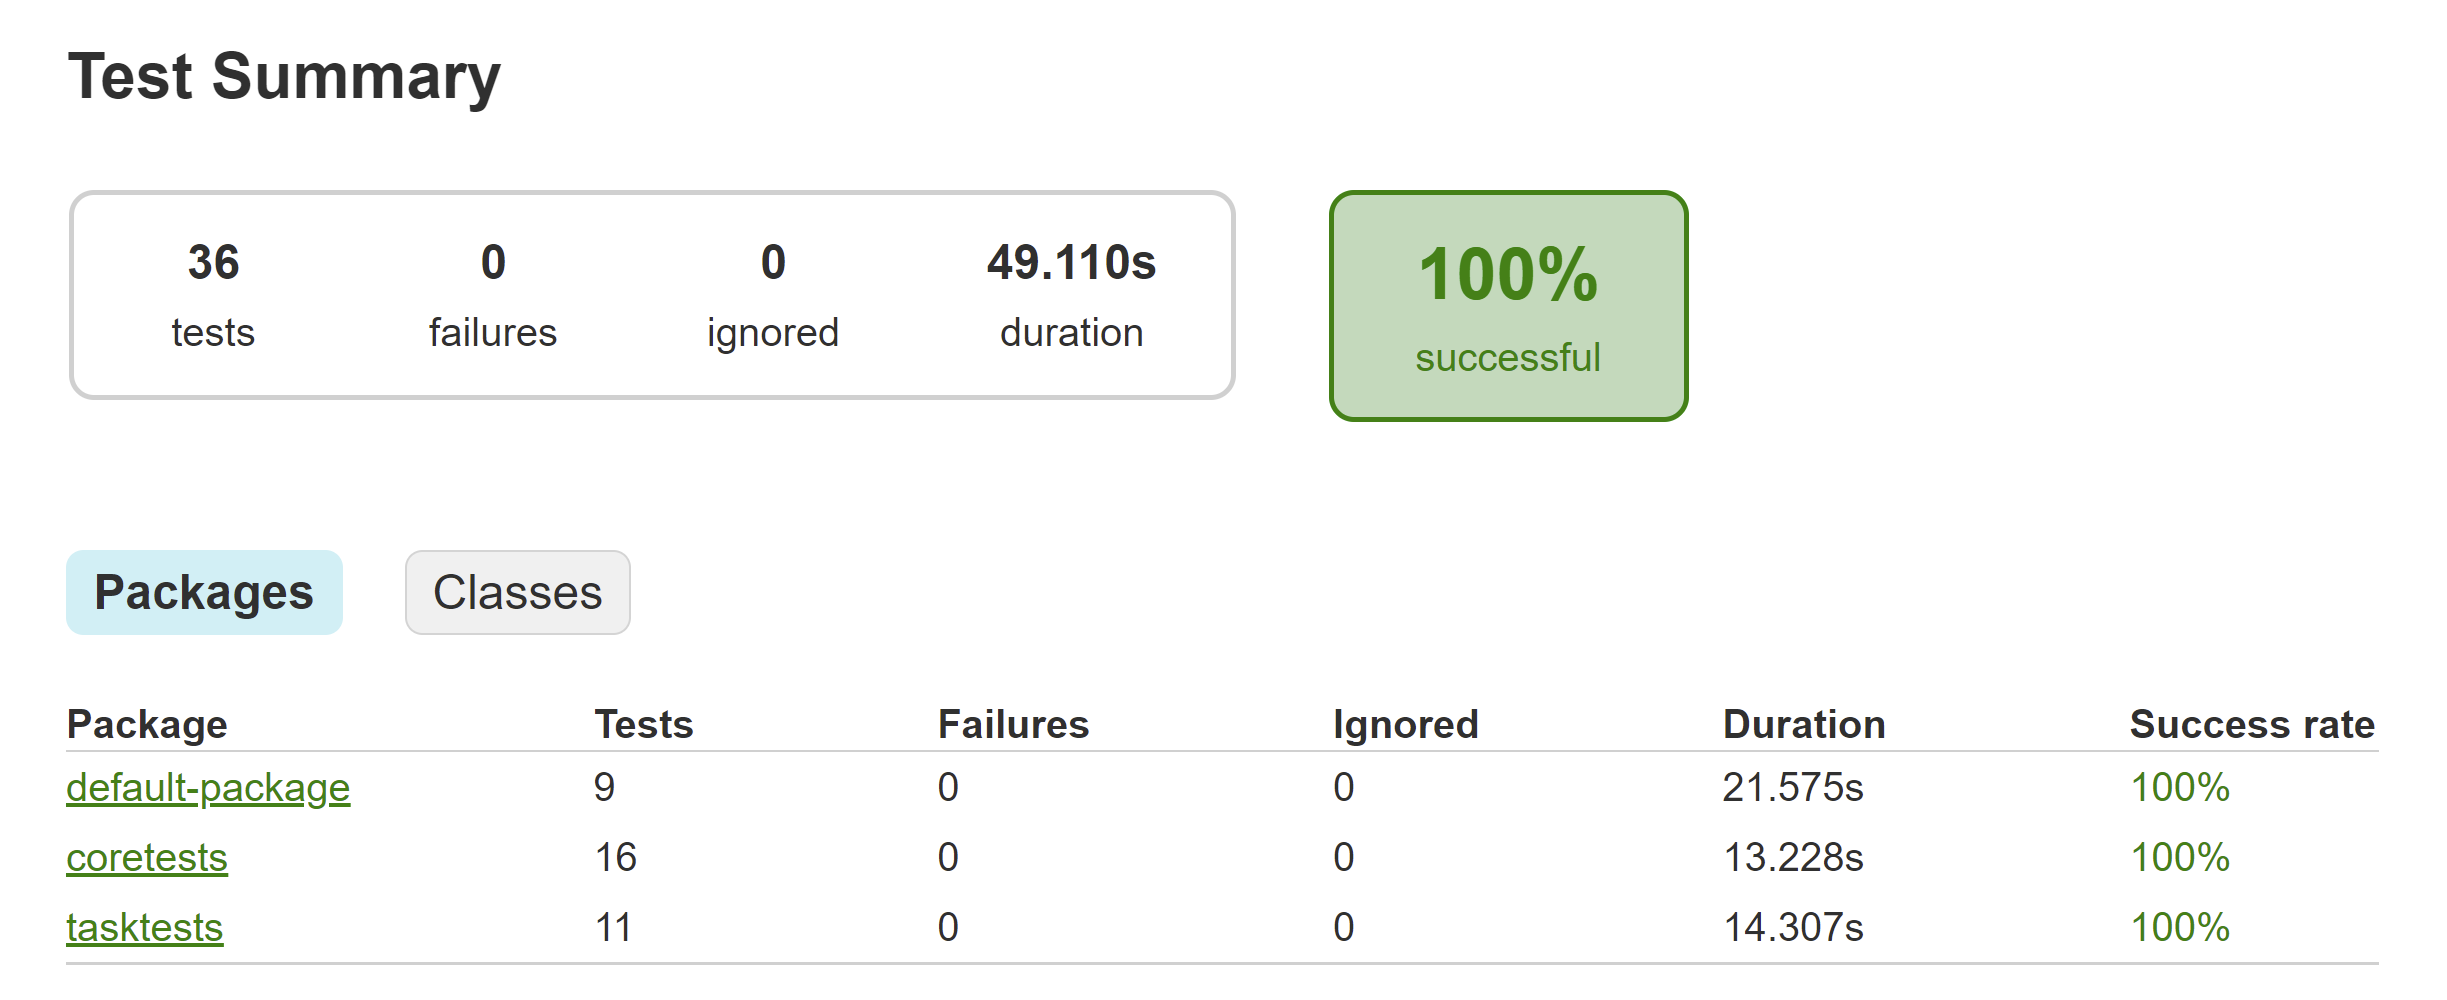 Test Summary
36 0 0 49.110s
tests failures ignored duration
100%
successful
Packages Classes
Package Tests Failures Ignored Duration Success rate
default-package 9 0 0 21.575s 100%
coretests 16 0 0 13.228s 100%
tasktests 11 0 0 14.307s 100%